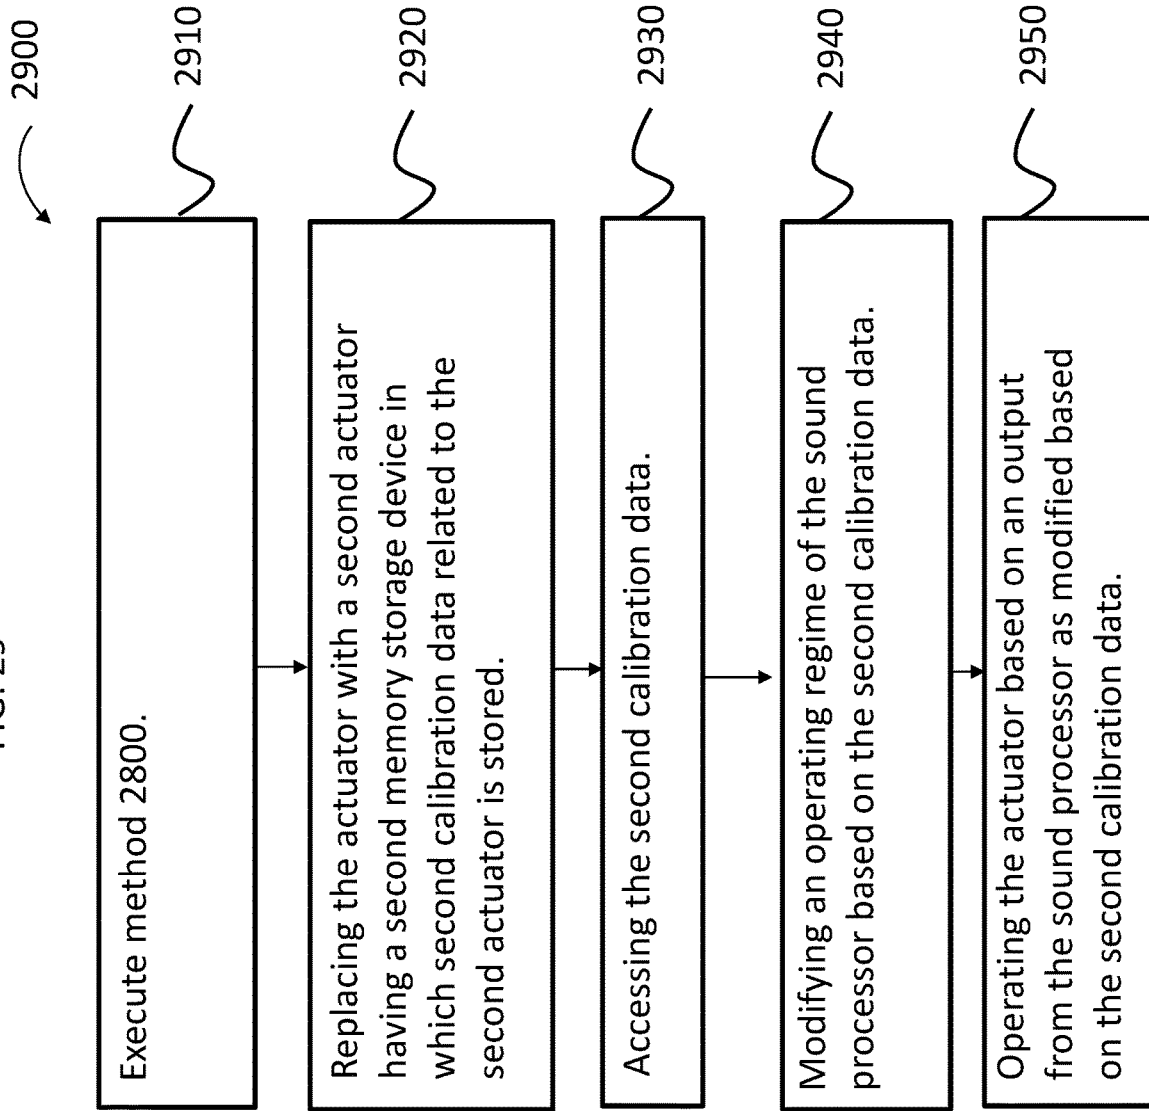 FIG.
2900
Execute method 2800.
2910
Replacing the actuator with a second actuator
having a second memory storage device in
which second calibration data related to the
second actuator is stored.
2920
Accessing the second calibration data.
2930
Modifying an operating regime of the sound
processor based on the second calibration data.
2940
Operating the actuator based on an output
from the sound processor as modified based
on the second calibration data.
2950